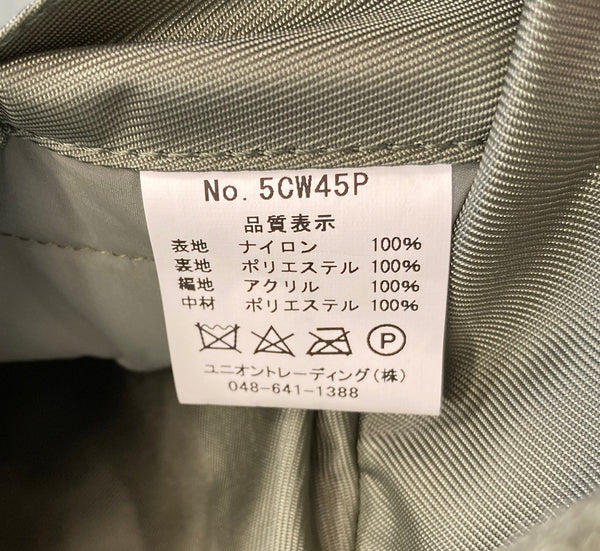 No. 5CW45P
品質表示
表地 ナイロン 100%
裏地 ポリエステル 100%
編地 アクリル 100%
中材 ポリエステル 100%
P
ユニオントレーディング(株)
048-641-1388